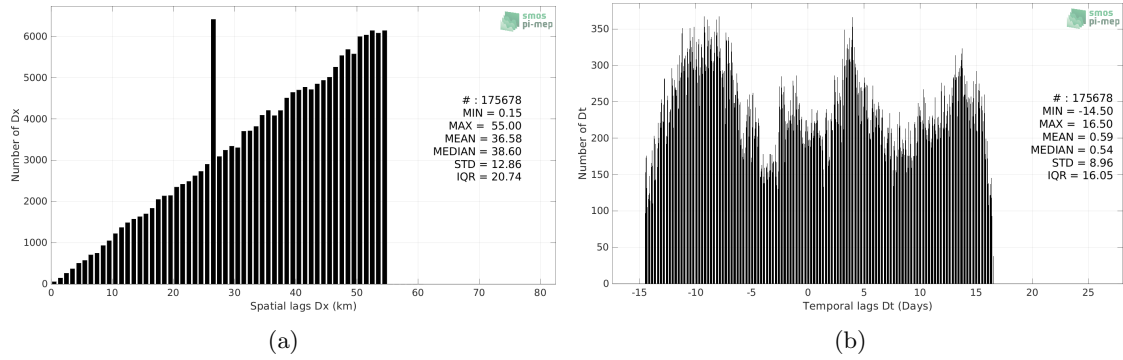 smos
pi-mep
Number of Dx
6000
5000
4000
3000
2000
1000
0
# : 175678
MIN = 0.15
MAX = 55.00
MEAN = 36.58
MEDIAN = 38.60
STD = 12.86
IQR = 20.74
0 10 20 30 40 50 60 70 80
Spatial lags Dx (km)
(a)
smos
pi-mep
Number of Dt
350
300
250
200
150
100
50
0
# : 175678
MIN = -14.50
MAX = 16.50
MEAN = 0.59
MEDIAN = 0.54
STD = 8.96
IQR = 16.05
-15 -10 -5 0 5 10 15 20 25
Temporal lags Dt (Days)
(b)